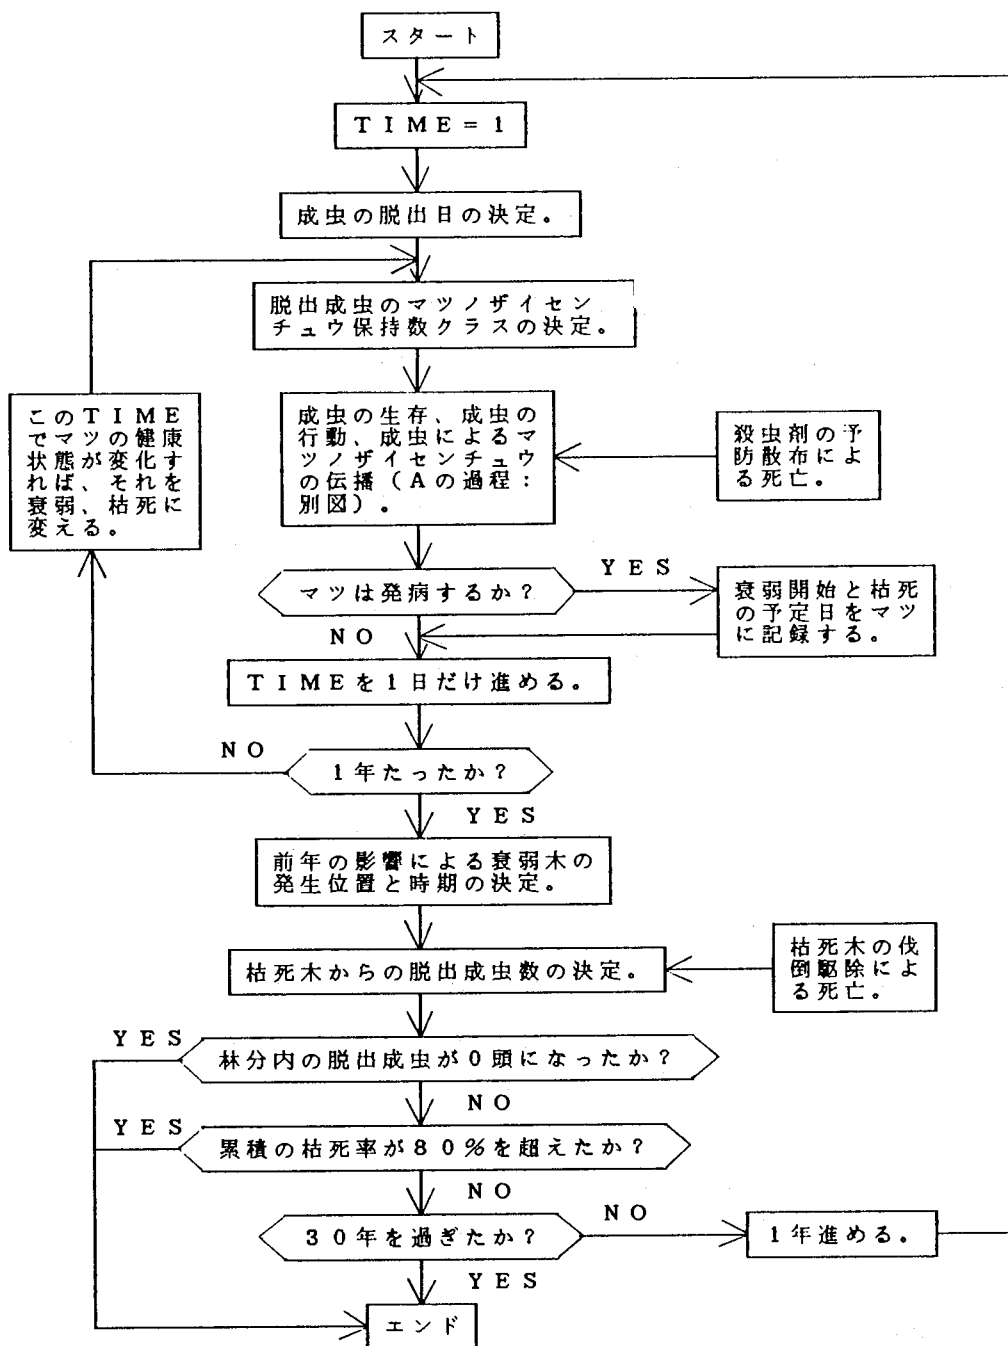 スタート
TIME=1
成虫の脱出日の決定。
脱出成虫のマツノザイセン
チュウ保持数クラスの決定。
このTIME
でマツの健康
状態が変化す
れば、それを
衰弱、枯死に
変える。
成虫の生存、成虫の
行動、成虫によるマ
ツノザイセンチュウ
の伝播(Aの過程:
別図)。
殺虫剤の予
防散布によ
る死亡。
マツは発病するか?
YES
衰弱開始と枯死
の予定日をマツ
に記録する。
NO
TIMEを1日だけ進める。
NO
1年たったか?
YES
前年の影響による衰弱木の
発生位置と時期の決定。
枯死木からの脱出成虫数の決定。
枯死木の伐
倒駆除によ
る死亡。
YES
林分内の脱出成虫が0頭になったか?
NO
YES
累積の枯死率が80%を超えたか?
NO
30年を過ぎたか?
NO
1年進める。
YES
エンド